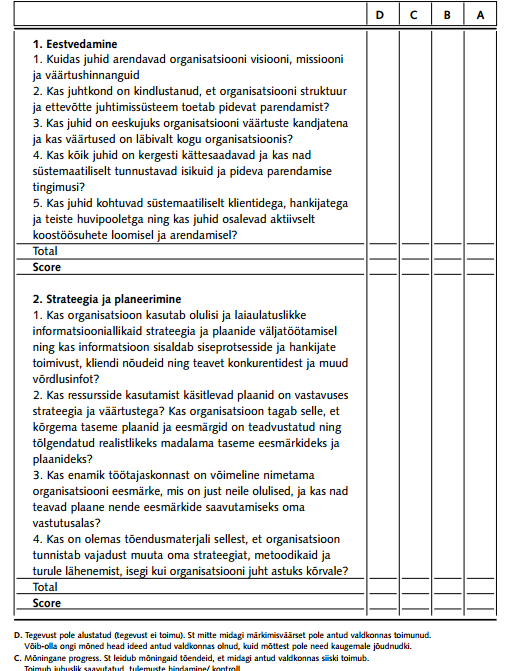 D C B A
1. Eestvedamine
1. Kuidas juhid arendavad organisatsiooni visiooni, missiooni
ja väärtushinnanguid
2. Kas juhtkond on kindlustanud, et organisatsiooni struktuur
ja ettevõtte juhtimissüsteem toetab pidevat parendamist?
3. Kas juhid on eeskujuks organisatsiooni väärtuste kandjatena
ja kas väärtused on läbivalt kogu organisatsioonis?
4. Kas kõik juhid on kergesti kättesaadavad ja kas nad
süstemaatiliselt tunnustavad isikuid ja pideva parendamise
tingimusi?
5. Kas juhid kohtuvad süstemaatiliselt klientidega, hankijatega
ja teiste huvipooletga ning kas juhid osalevad aktiivselt
koostöösuhete loomisel ja arendamisel?
Total
Score
2. Strateegia ja planeerimine
1. Kas organisatsioon kasutab olulisi ja laiaulatuslikke
informatsiooniallikaid strateegia ja plaanide väljatöötamisel
ning kas informatsioon sisaldab siseprotsesside ja hankijate
toimivust, kliendi nõudeid ning teavet konkurentidest ja muud
võrdlusinfot?
2. Kas ressursside kasutamist käsitlevad plaanid on vastavuses
strateegia ja väärtustega? Kas organisatsioon tagab selle, et
kõrgema taseme plaanid ja eesmärgid on teadvustatud ning
tõlgendatud realistlikeks madalama taseme eesmärkideks ja
plaanideks?
3. Kas enamik töötajaskonnast on võimeline nimetama
organisatsiooni eesmärke, mis on just neile olulised, ja kas nad
teavad plaane nende eesmärkide saavutamiseks oma
vastutusalas?
4. Kas on olemas tõendusmaterjali sellest, et organisatsioon
tunnistab vajadust muuta oma strateegiat, metoodikaid ja
turule lähenemist, isegi kui organisatsiooni juht astuks kõrvale?
Total
Score
D. Tegevust pole alustatud (tegevust ei toimu). St mitte midagi märkimisväärset pole antud valdkonnas toimunud.
Võib-olla ongi mõned head ideed antud valdkonnas olnud, kuid mõttest pole need kaugemale jõudnudki.
C. Mõningane progress. St leidub mõningaid tõendeid, et midagi antud valdkonnas siiski toimub.
Toimub juhuslik saavutatud tulemuste hindamine/ kontroll